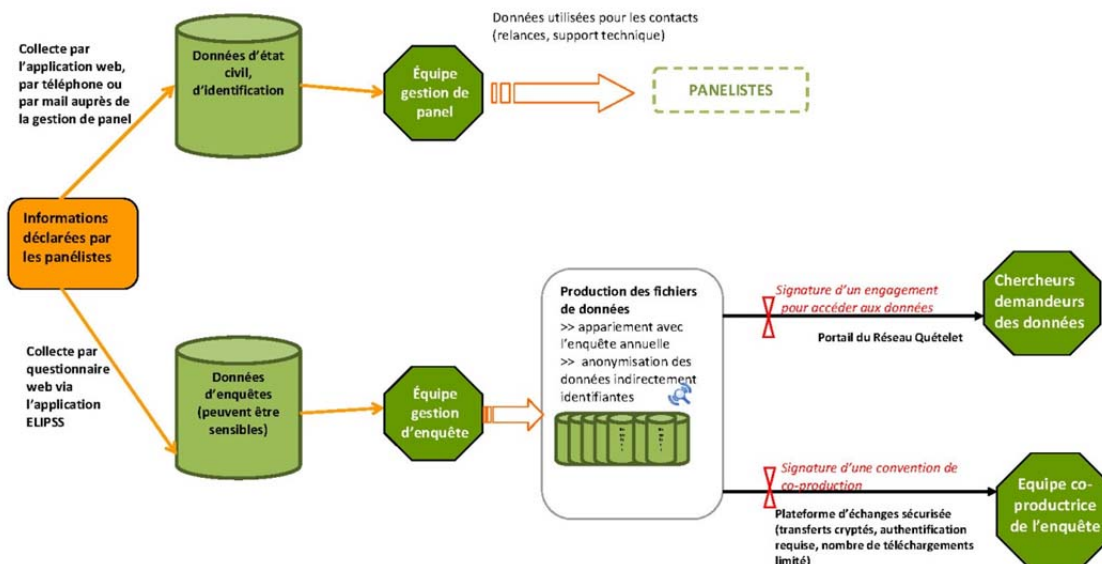 Données utilisées pour les contacts
(relances, support technique)
Collecte par
l'application web,
par téléphone ou
par mail auprès de
la gestion de panel
Données d'état
civil,
d'identification
Équipe
gestion de
panel
PANELISTES
Informations
déclarées par
les panélistes
Collecte par
questionnaire
web via
l'application
ELIPSS
Données
d'enquêtes
(peuvent être
sensibles)
Équipe
gestion
d'enquête
Production des fichiers
de données
>> appariement avec
l'enquête annuelle
>> anonymisation des
données indirectement
identifiantes
Signature d'un engagement
pour accéder aux données
Portail du Réseau Quételet
Chercheurs
demandeurs
des données
Signature d'une convention de
co-production
Plateforme d'échanges sécurisée
(transferts cryptés, authentification
requise, nombre de téléchargements
limité)
Equipe co-
productrice
de l'enquête